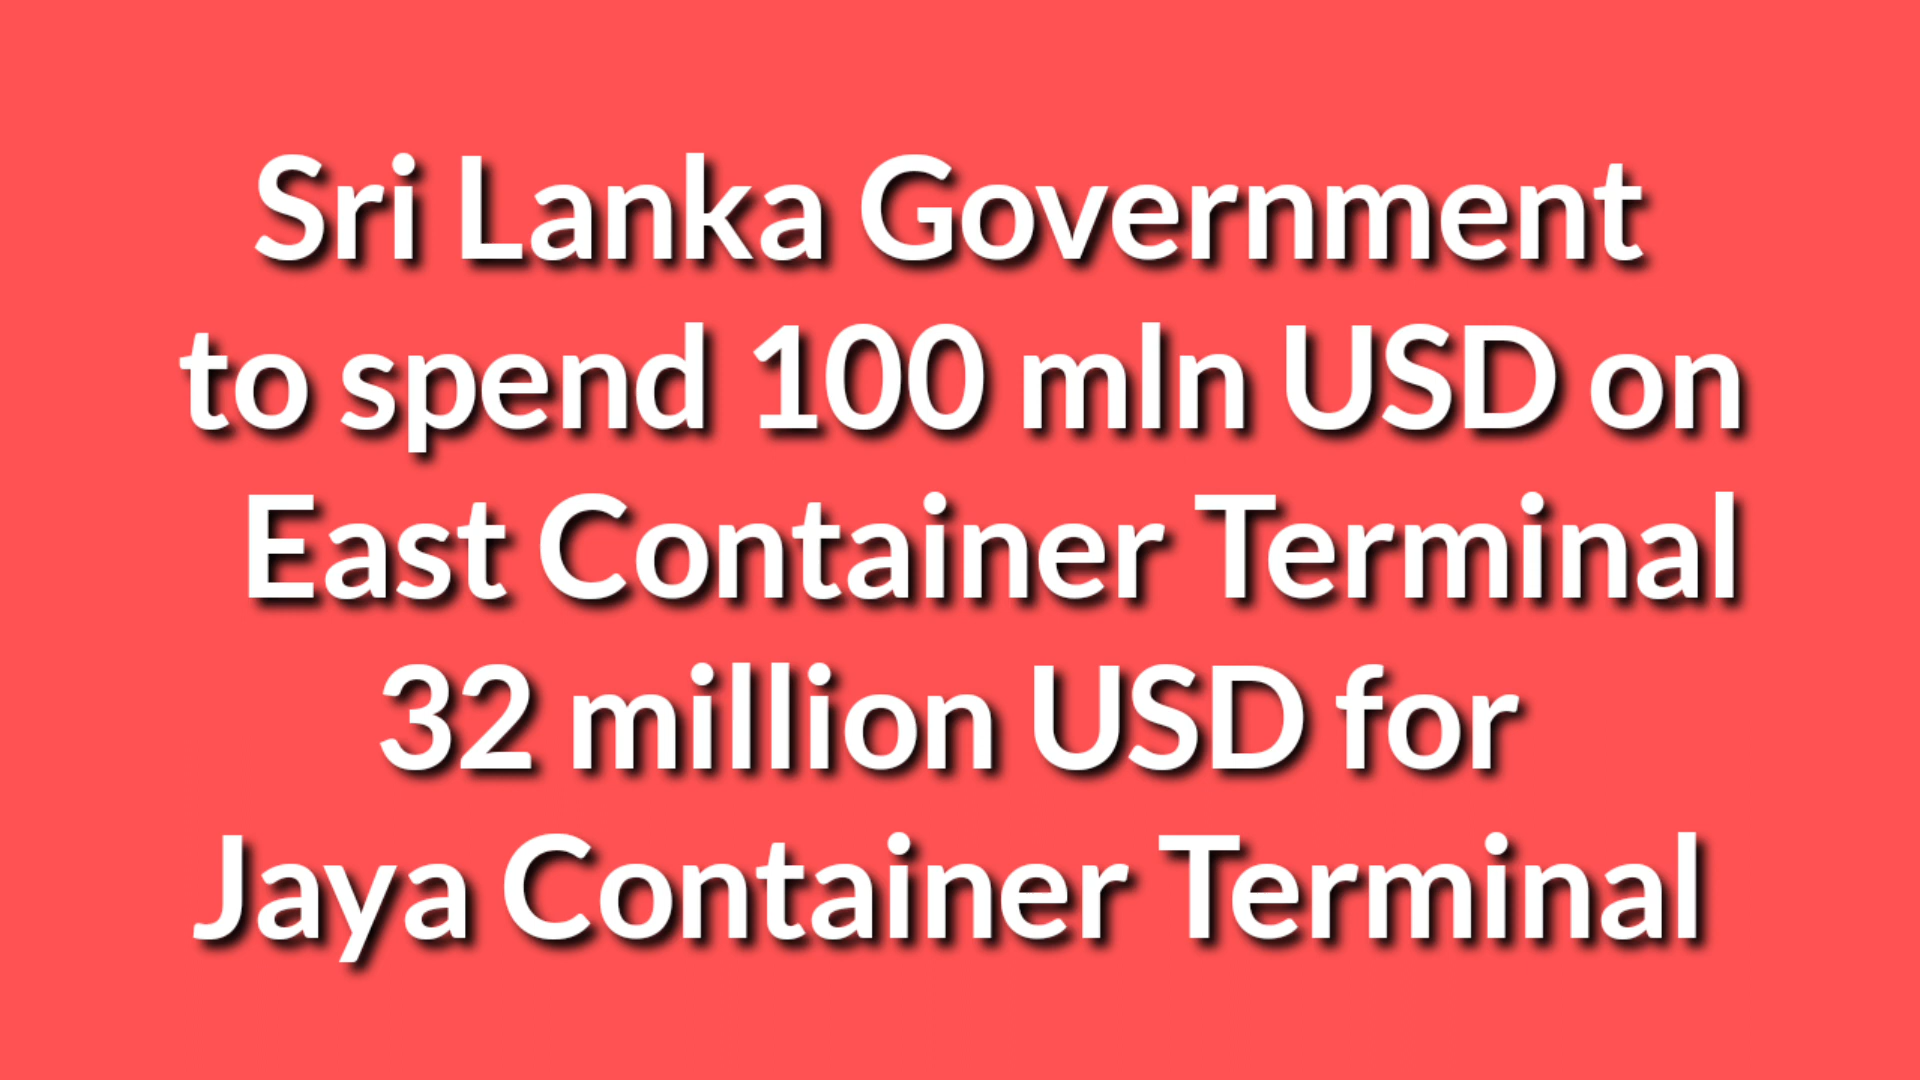 Sri Lanka Government
to spend 100 mln USD on
East Container Terminal
32 million USD for
Jaya Container Terminal